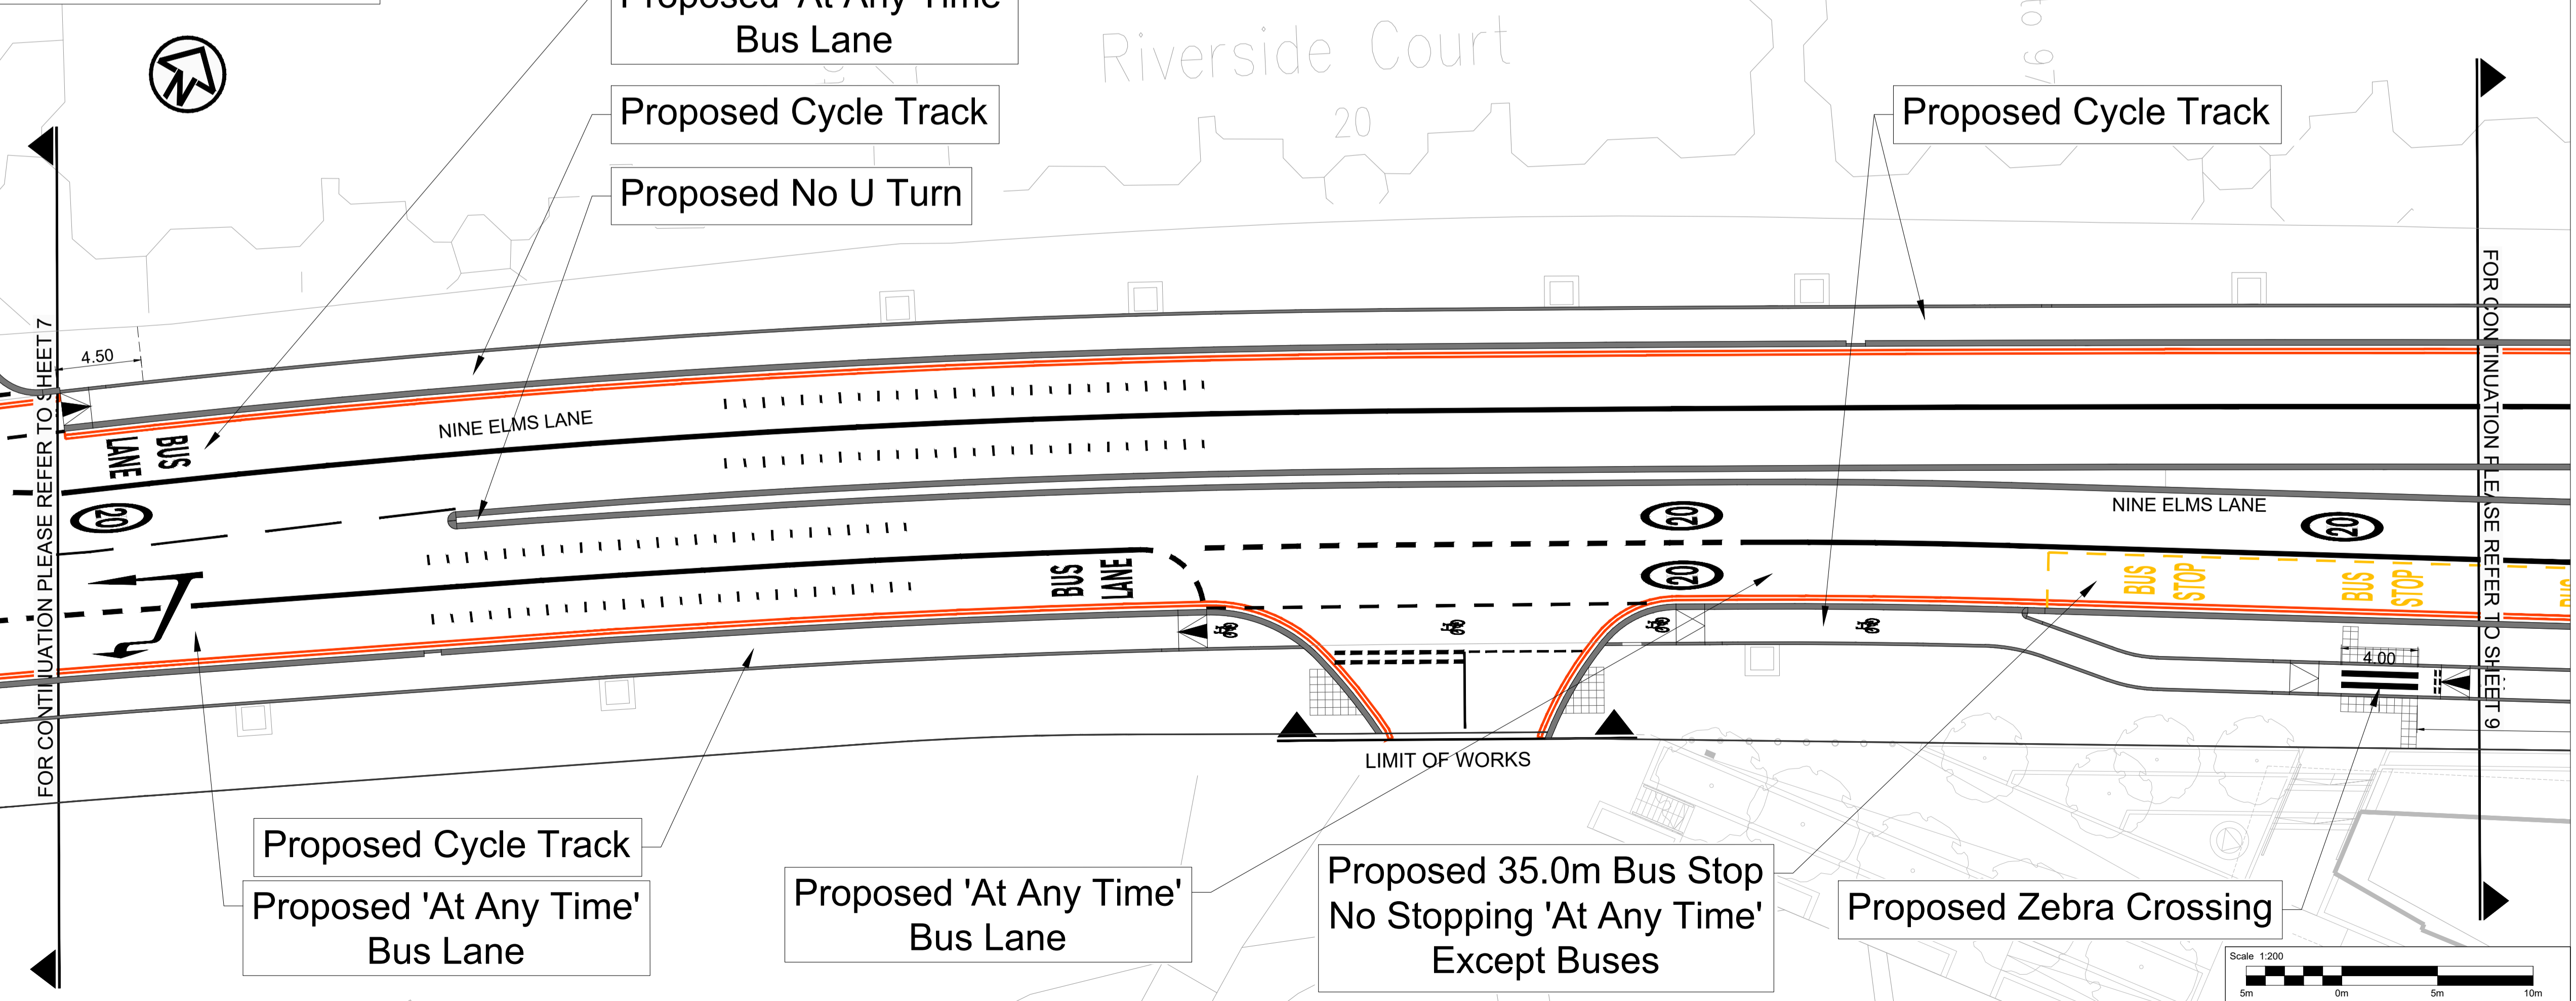 Proposed 'At Any Time'
Bus Lane
Riverside Court
20
N
Proposed Cycle Track
Proposed Cycle Track
Proposed No U Turn
FOR CONTINUATION PLEASE REFER TO SHEET 7
4.50
NINE ELMS LANE
BUS
LANE
20
BUS
LANE
20
20
NINE ELMS LANE
20
BUS
STOP
BUS
STOP
4.00
FOR CONTINUATION PLEASE REFER TO SHEET 9
LIMIT OF WORKS
Proposed Cycle Track
Proposed 'At Any Time'
Bus Lane
Proposed 'At Any Time'
Bus Lane
Proposed 35.0m Bus Stop
No Stopping 'At Any Time'
Except Buses
Proposed Zebra Crossing
Scale 1:200
5m 0m 5m 10m